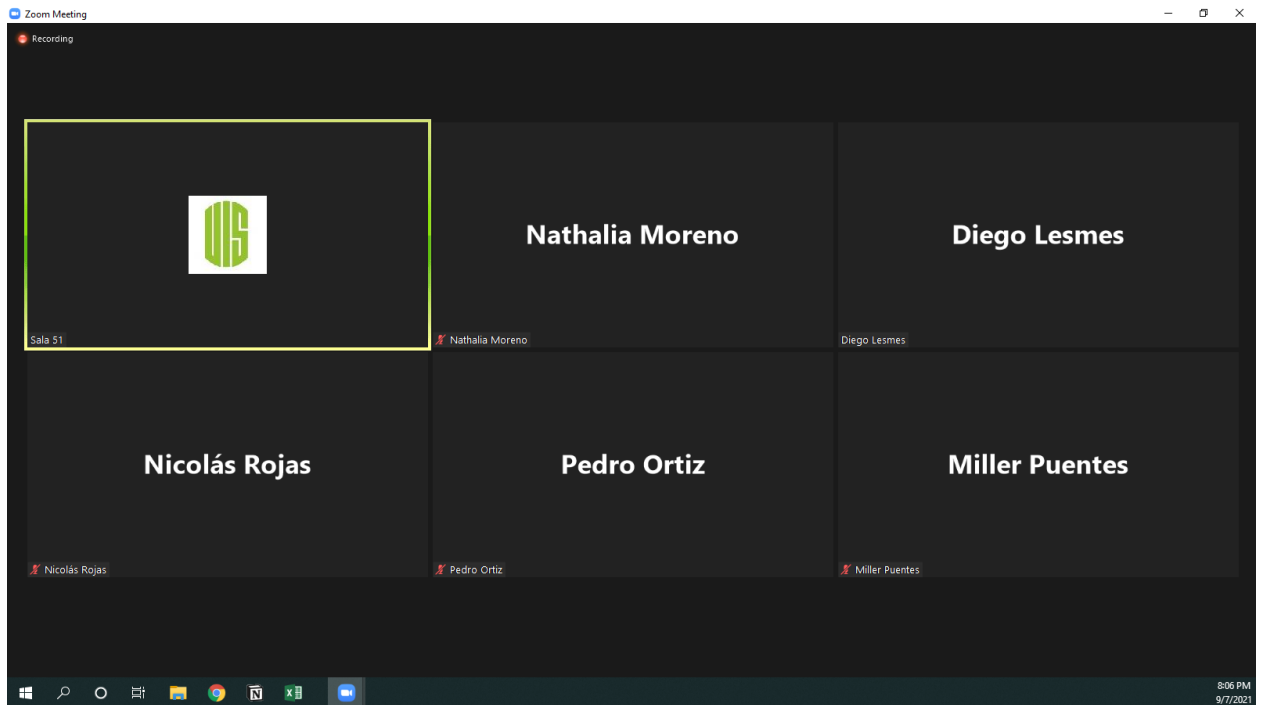 Zoom Meeting
Recording
UIS
Sala 51
Nathalia Moreno
Nathalia Moreno
Diego Lesmes
Diego Lesmes
Nicolás Rojas
Nicolás Rojas
Pedro Ortiz
Pedro Ortiz
Miller Puentes
Miller Puentes
8:06 PM
9/7/2021